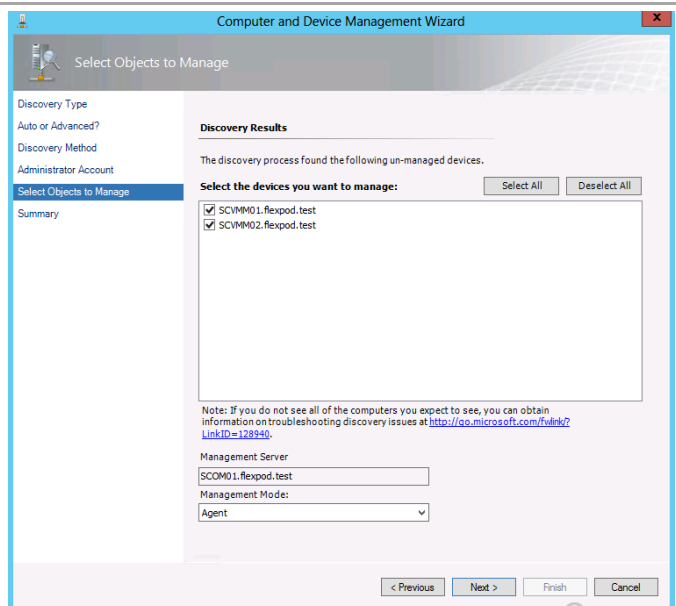 Computer and Device Management Wizard
x
Select Objects to Manage
Discovery Type
Auto or Advanced?
Discovery Method
Administrator Account
Select Objects to Manage
Summary
Discovery Results
The discovery process found the following un-managed devices.
Select the devices you want to manage:
Select All
Deselect All
SCVMM01.flexpod.test
SCVMM02.flexpod.test
Note: If you do not see all of the computers you expect to see, you can obtain
information on troubleshooting discovery issues at http://go.microsoft.com/fwlink/?
LinkID=128940.
Management Server
SCOM01.flexpod.test
Management Mode:
Agent
< Previous
Next >
Finish
Cancel